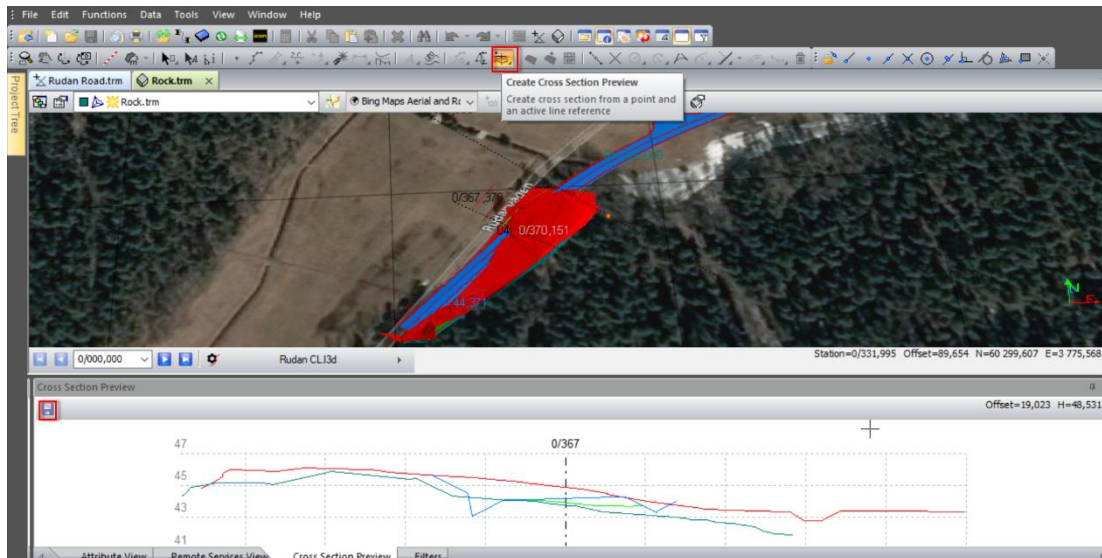 File Edit Functions Data Tools View Window Help
Rudan Road.trm Rock.trm
Project Tree
Rock.trm Bing Maps Aerial and Rc
Create Cross Section Preview
Create cross section from a point and
an active line reference
0/367,378
0/370,151
44,371
N
E
0/000,000 Rudan CL13d
Station=0/331,995 Offset=89,654 N=60 299,607 E=3 775,568
Cross Section Preview
Offset=19,023 H=48,531
47
0/367
45
43
41
Attribute View Remote Services View Cross Section Preview Filters